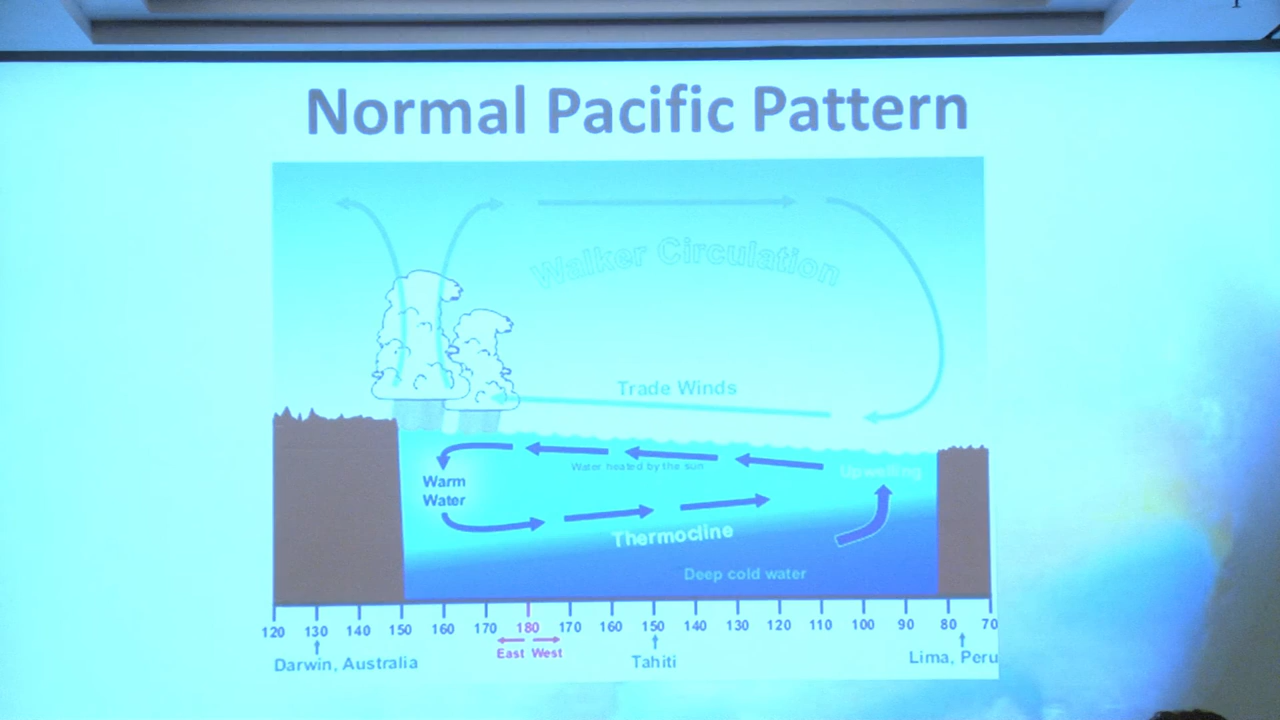 Normal Pacific Pattern
Walker Circulation
Trade Winds
Water heated by the sun
Upwelling
Warm
Water
Thermocline
Deep cold water
120 130 140 150 160 170 180 170 160 150 140 130 120 110 100 90 80 70
East West
Darwin, Australia Tahiti Lima, Peru